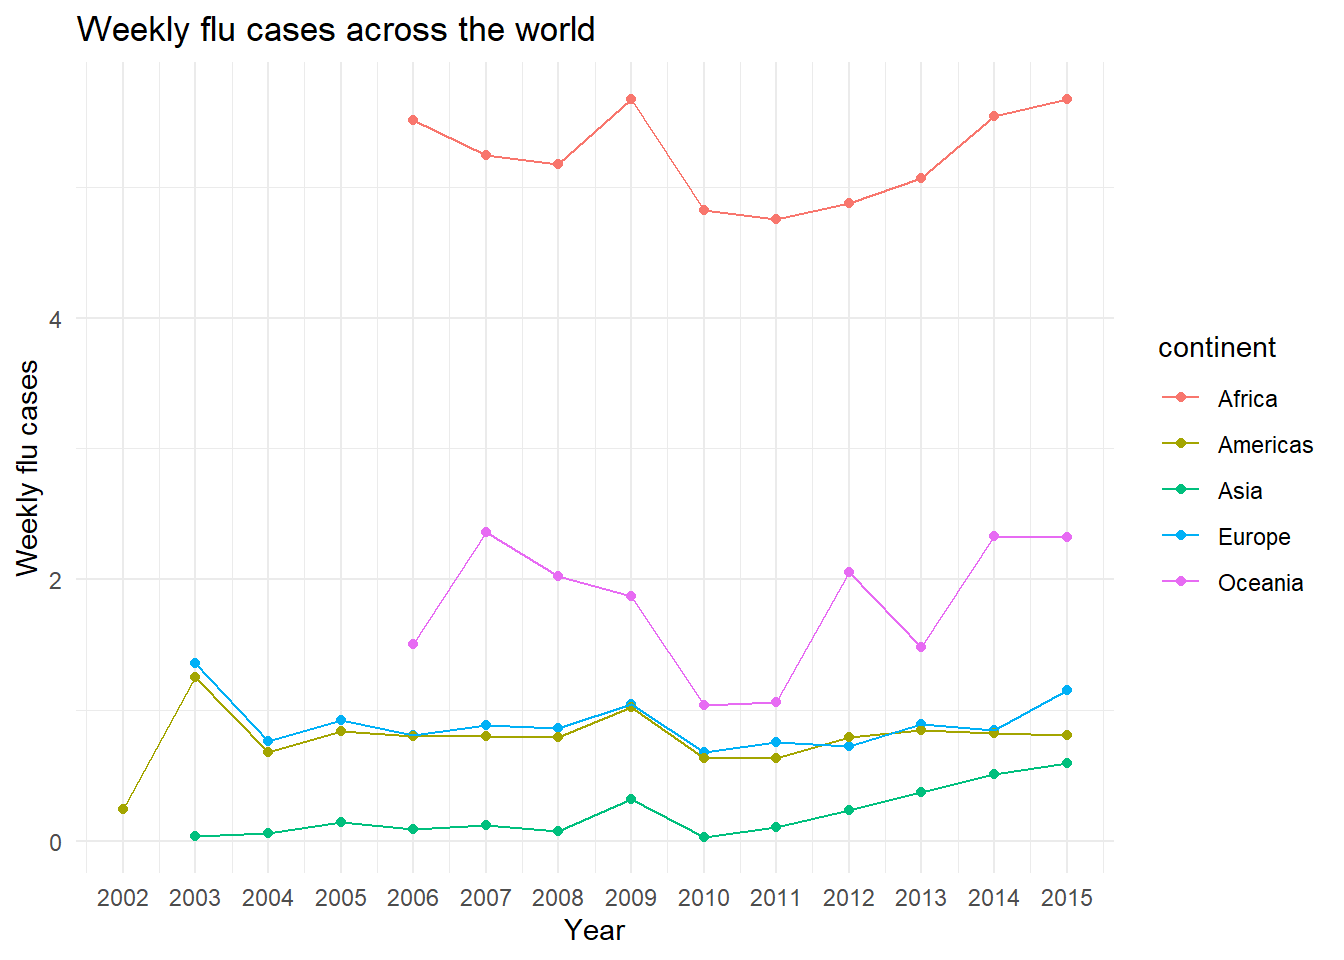 Weekly flu cases across the world
Weekly flu cases
4
2
0
2002 2003 2004 2005 2006 2007 2008 2009 2010 2011 2012 2013 2014 2015
Year
continent
Africa
Americas
Asia
Europe
Oceania